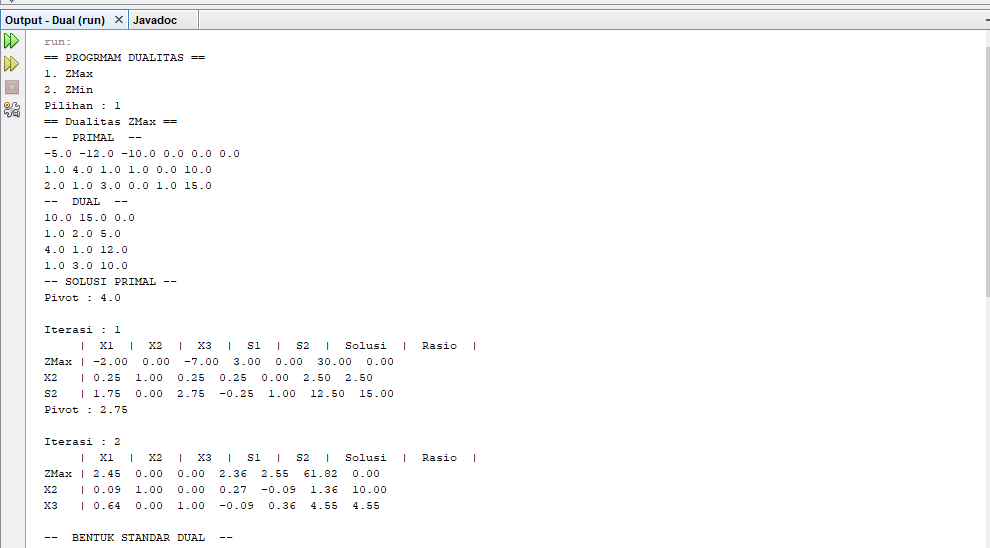 Output - Dual (run) × Javadoc
run:
== PROGRMAM DUALITAS ==
1. ZMax
2. ZMin
Pilihan : 1
== Dualitas ZMax ==
--  PRIMAL  --
-5.0 -12.0 -10.0 0.0 0.0 0.0
1.0 4.0 1.0 1.0 0.0 10.0
2.0 1.0 3.0 0.0 1.0 15.0
--  DUAL  --
10.0 15.0 0.0
1.0 2.0 5.0
4.0 1.0 12.0
1.0 3.0 10.0
-- SOLUSI PRIMAL --
Pivot : 4.0
Iterasi : 1
|  X1  |  X2  |  X3  |  S1  |  S2  |  Solusi  |  Rasio  |
ZMax | -2.00  0.00  -7.00  3.00  0.00  30.00  0.00
X2   | 0.25  1.00  0.25  0.25  0.00  2.50  2.50
S2   | 1.75  0.00  2.75  -0.25  1.00  12.50  15.00
Pivot : 2.75
Iterasi : 2
|  X1  |  X2  |  X3  |  S1  |  S2  |  Solusi  |  Rasio  |
ZMax | 2.45  0.00  0.00  2.36  2.55  61.82  0.00
X2   | 0.09  1.00  0.00  0.27  -0.09  1.36  10.00
X3   | 0.64  0.00  1.00  -0.09  0.36  4.55  4.55
--  BENTUK STANDAR DUAL  --